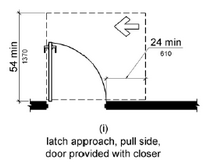 54 min
1370
24 min
610
(i)
latch approach, pull side,
door provided with closer